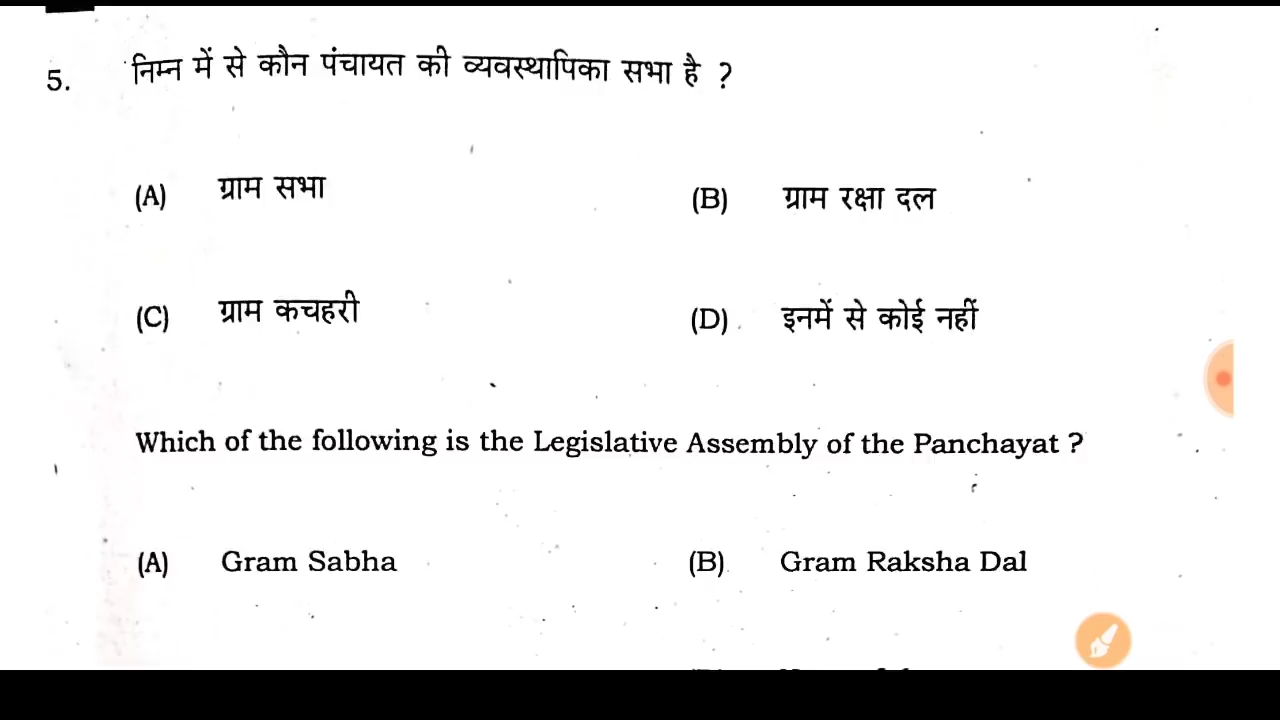 5. निम्न में से कौन पंचायत की व्यवस्थापिका सभा है ?
(A) ग्राम सभा (B) ग्राम रक्षा दल
(C) ग्राम कचहरी (D) इनमें से कोई नहीं
Which of the following is the Legislative Assembly of the Panchayat ?
(A) Gram Sabha (B) Gram Raksha Dal